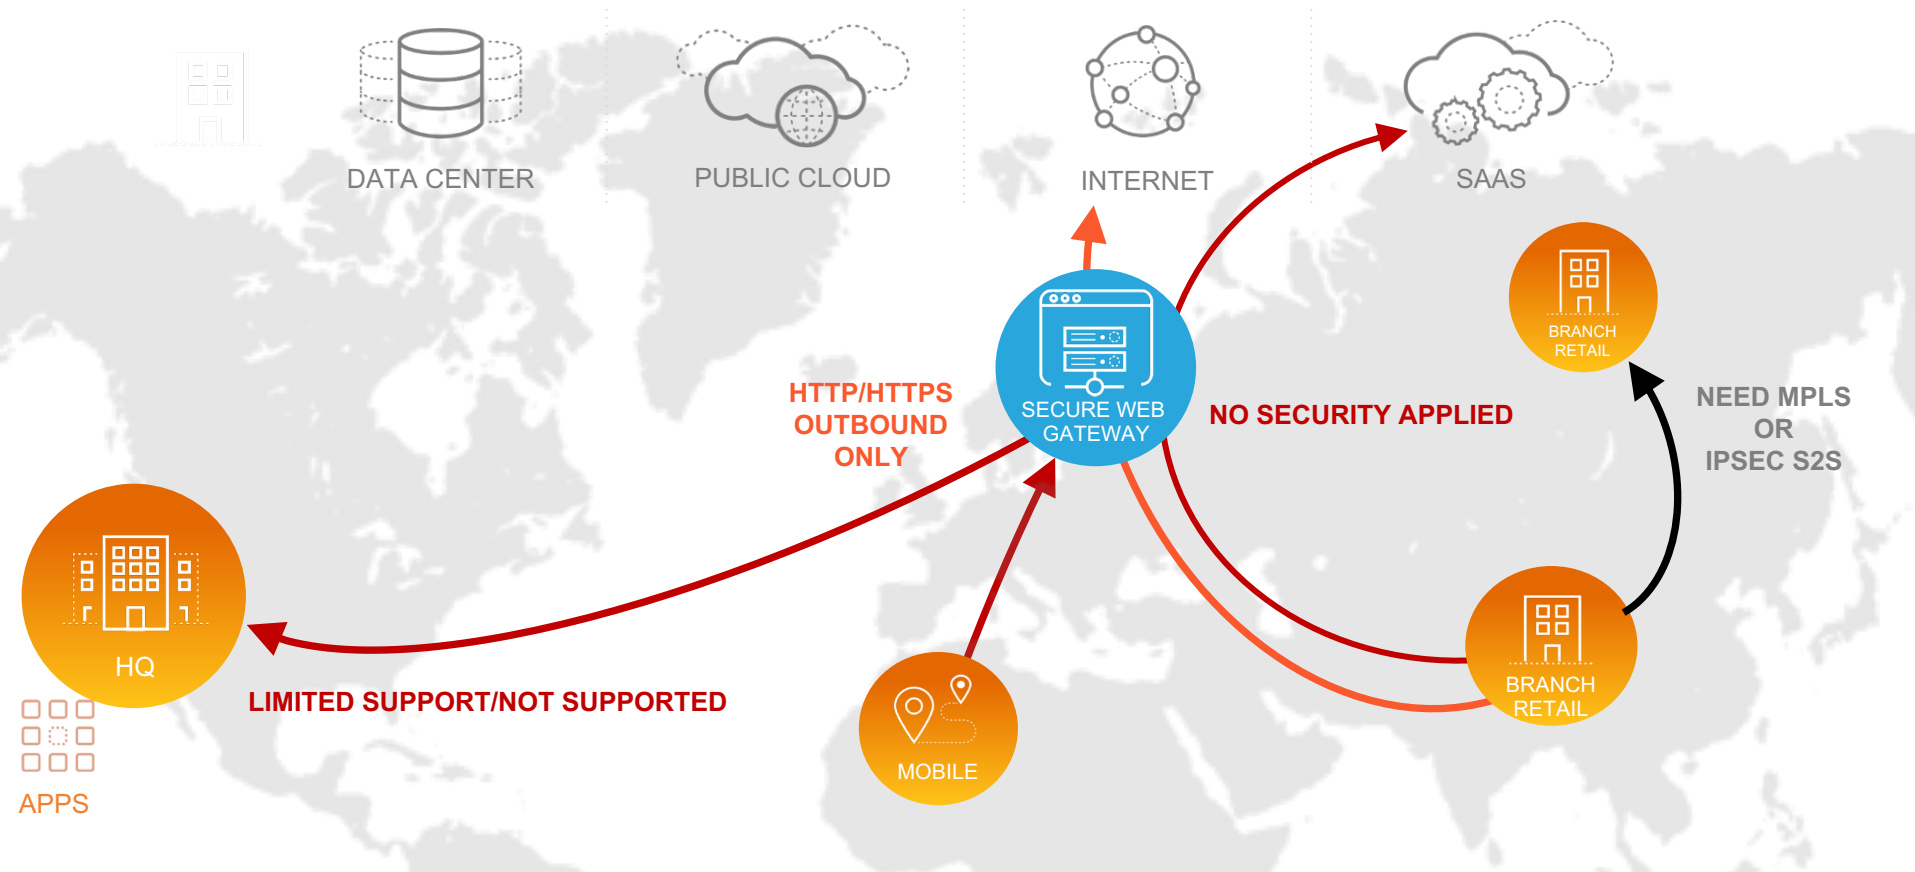 DATA CENTER
PUBLIC CLOUD
INTERNET
SAAS
BRANCH
RETAIL
HTTP/HTTPS
OUTBOUND
ONLY
SECURE WEB
GATEWAY
NO SECURITY APPLIED
NEED MPLS
OR
IPSEC S2S
HQ
LIMITED SUPPORT/NOT SUPPORTED
BRANCH
RETAIL
MOBILE
APPS